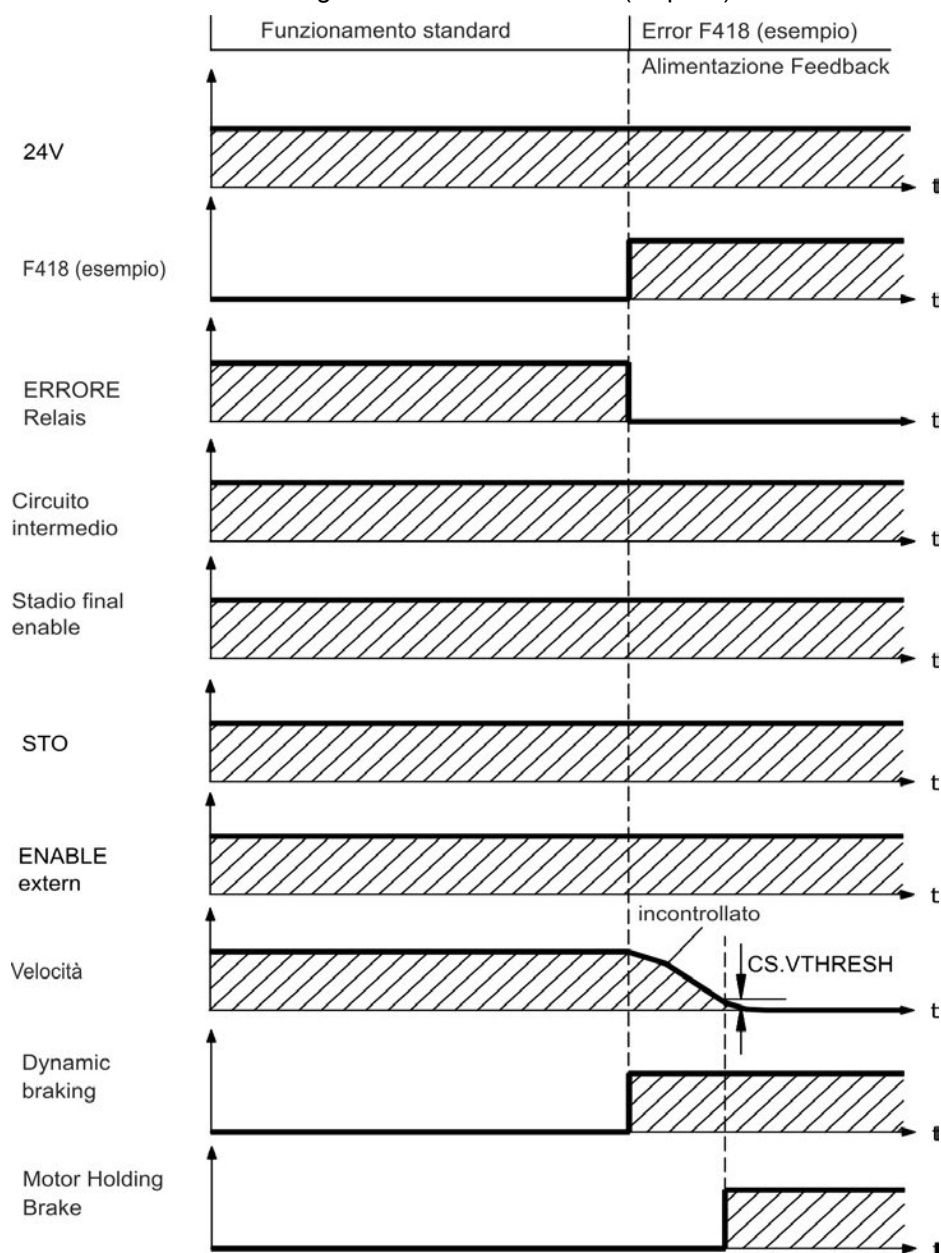 Funzionamento standard
Error F418 (esempio)
Alimentazione Feedback
24V
t
F418 (esempio)
t
ERRORE
Relais
t
Circuito
intermedio
t
Stadio final
enable
t
STO
t
ENABLE
extern
t
incontrollato
Velocità
CS.VTHRESH
t
Dynamic
braking
t
Motor Holding
Brake
t